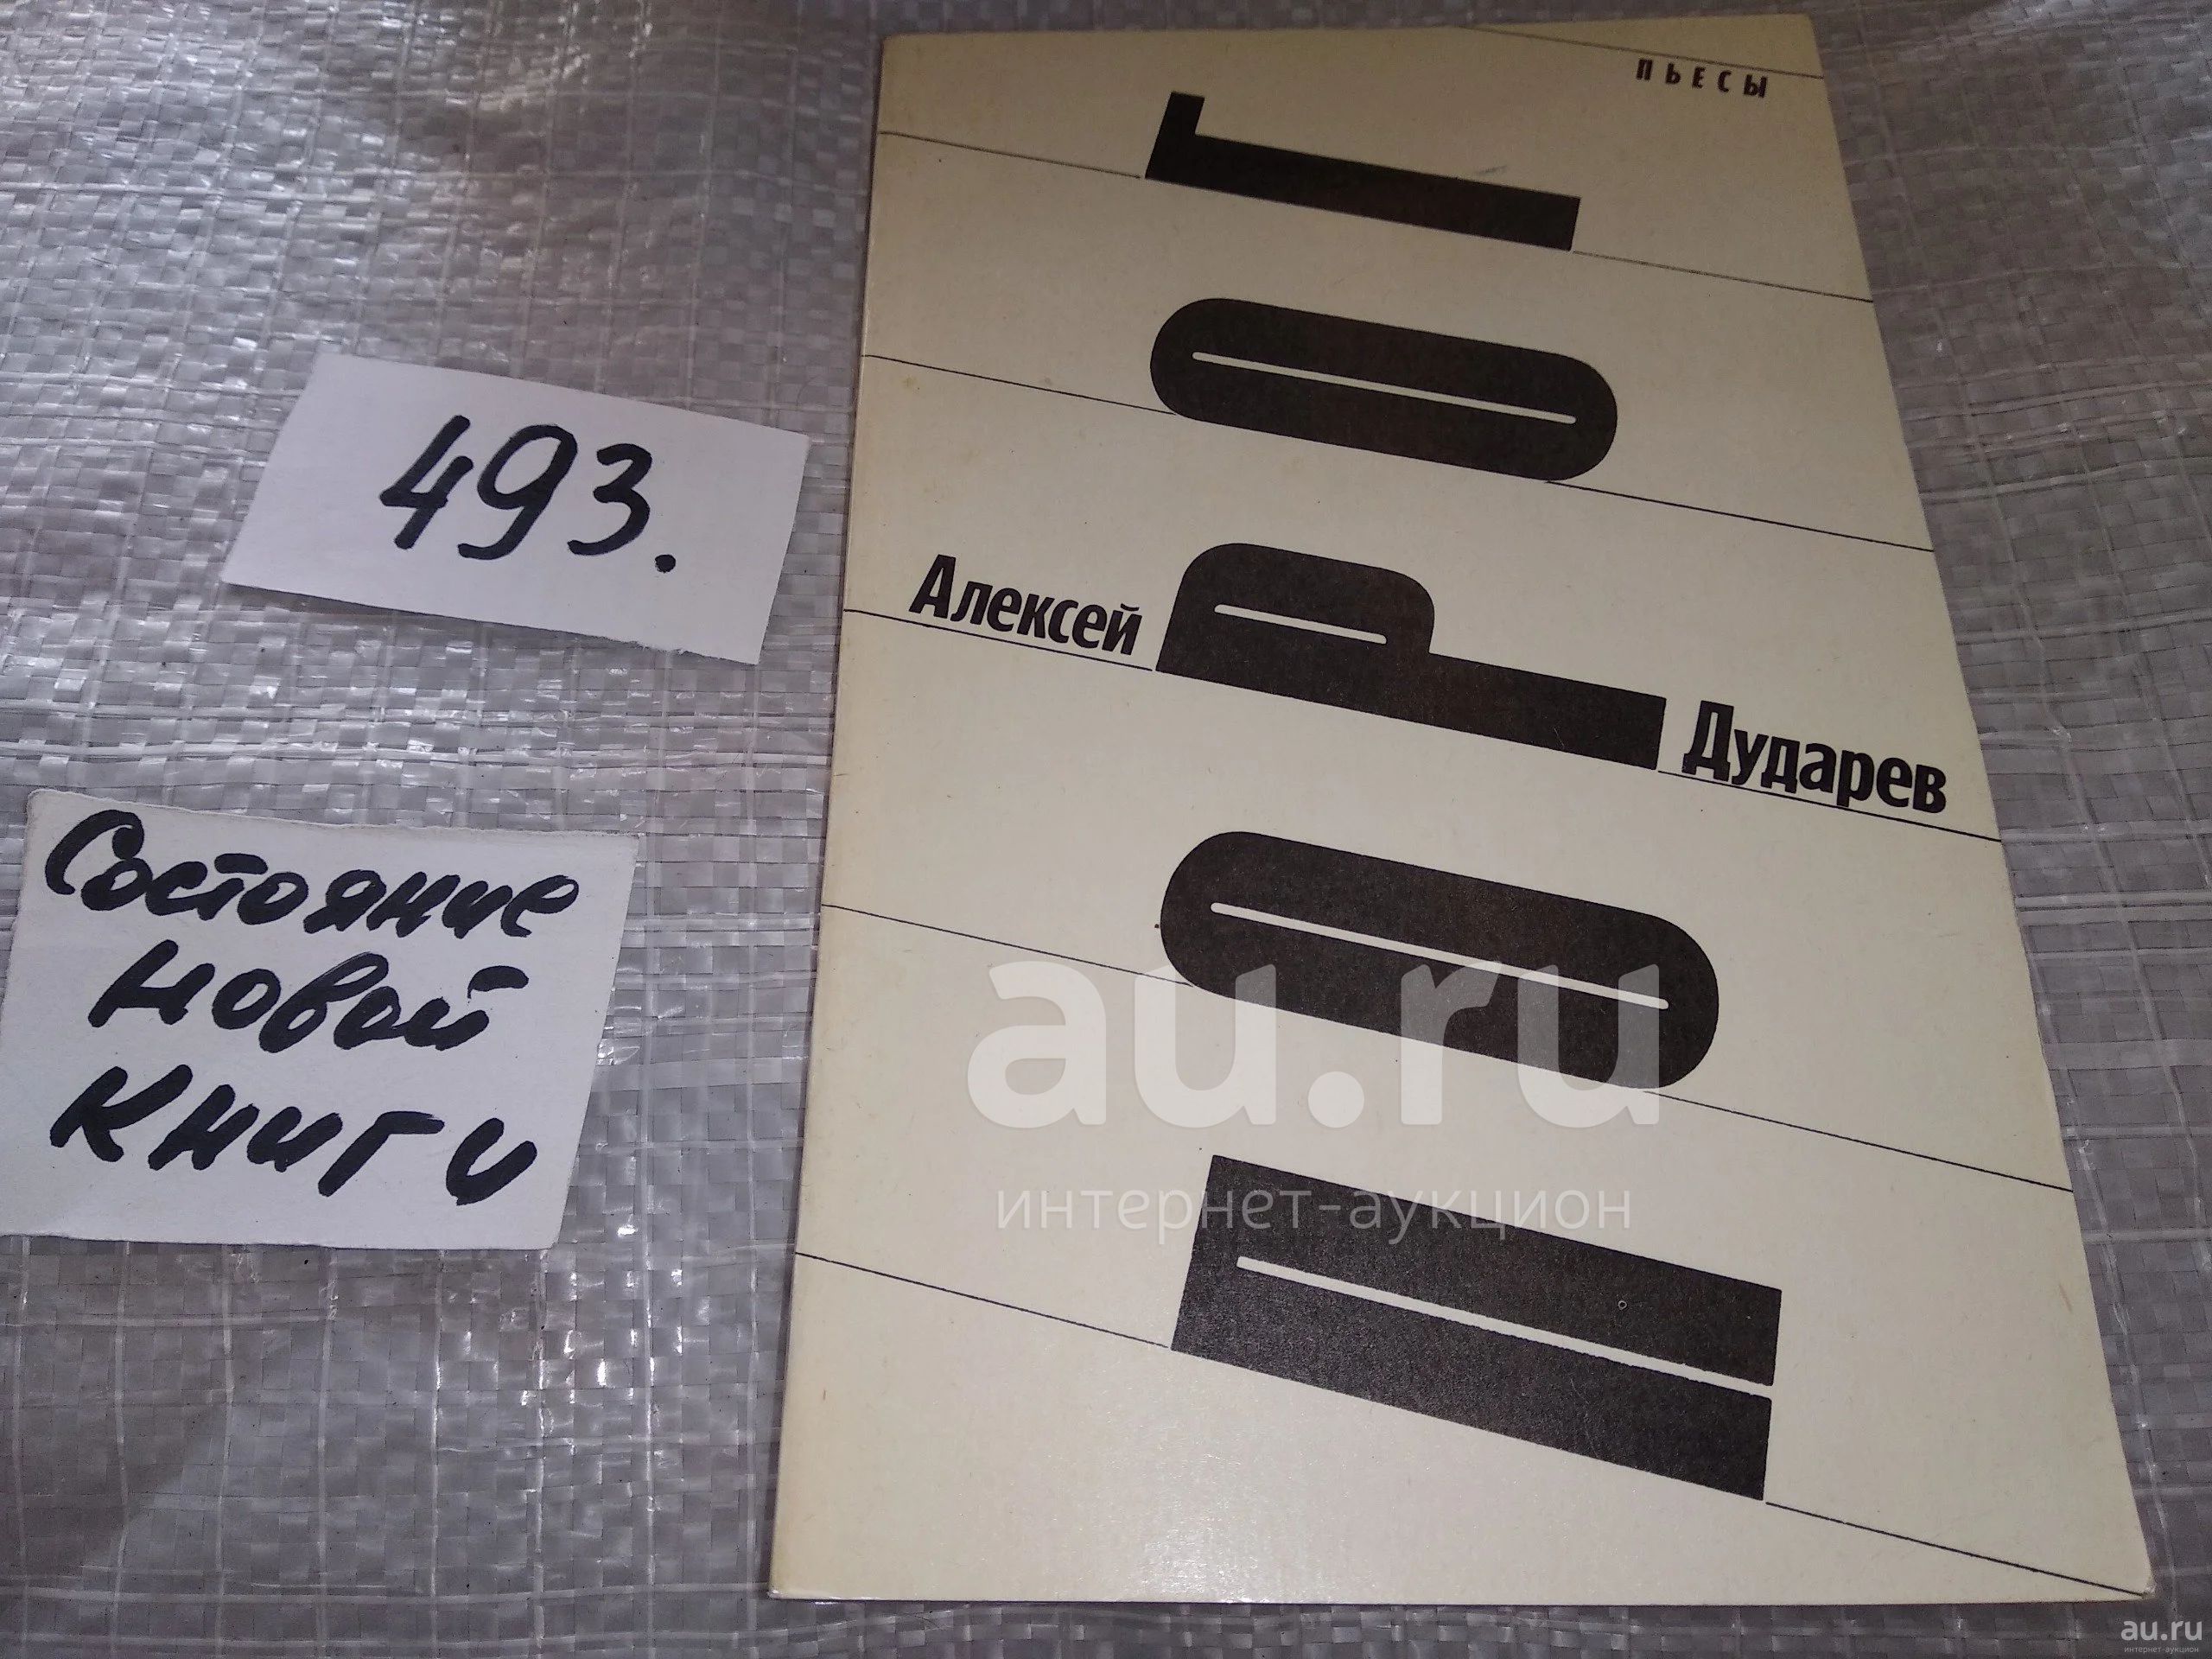 ПЬЕСЫ
ПОРОГ
Алексей Дударев
493.
Состояние
новой
книги
au.ru
интернет-аукцион
au.ru
интернет-аукцион